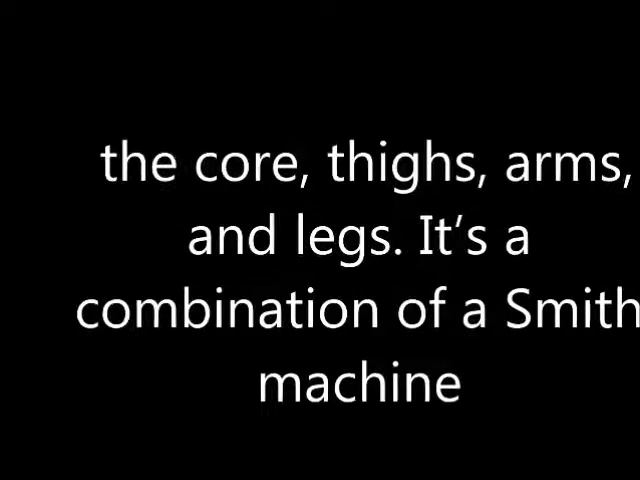 the core, thighs, arms,
and legs. It’s a
combination of a Smith
machine